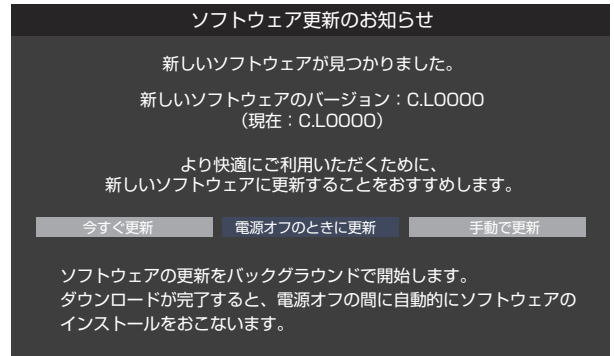 ソフトウェア更新のお知らせ
新しいソフトウェアが見つかりました。
新しいソフトウェアのバージョン：C.L0000
（現在：C.L0000）
より快適にご利用いただくために、
新しいソフトウェアに更新することをおすすめします。
今すぐ更新 電源オフのときに更新 手動で更新
ソフトウェアの更新をバックグラウンドで開始します。
ダウンロードが完了すると、電源オフの間に自動的にソフトウェアの
インストールをおこないます。